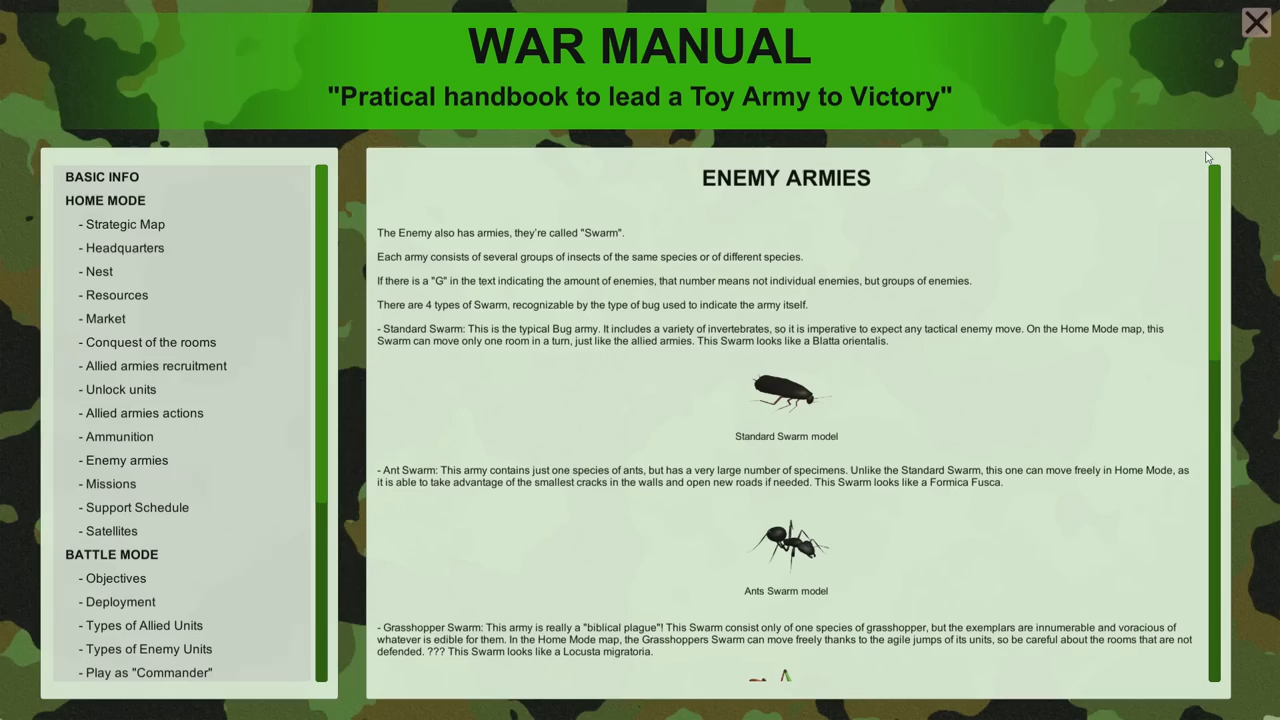 WAR MANUAL
"Pratical handbook to lead a Toy Army to Victory"
BASIC INFO
HOME MODE
- Strategic Map
- Headquarters
- Nest
- Resources
- Market
- Conquest of the rooms
- Allied armies recruitment
- Unlock units
- Allied armies actions
- Ammunition
- Enemy armies
- Missions
- Support Schedule
- Satellites
BATTLE MODE
- Objectives
- Deployment
- Types of Allied Units
- Types of Enemy Units
- Play as "Commander"
ENEMY ARMIES
The Enemy also has armies, they're called "Swarm".
Each army consists of several groups of insects of the same species or of different species.
If there is a "G" in the text indicating the amount of enemies, that number means not individual enemies, but groups of enemies.
There are 4 types of Swarm, recognizable by the type of bug used to indicate the army itself.
- Standard Swarm: This is the typical Bug army. It includes a variety of invertebrates, so it is imperative to expect any tactical enemy move. On the Home Mode map, this
Swarm can move only one room in a turn, just like the allied armies. This Swarm looks like a Blatta orientalis.
Standard Swarm model
- Ant Swarm: This army contains just one species of ants, but has a very large number of specimens. Unlike the Standard Swarm, this one can move freely in Home Mode, as
it is able to take advantage of the smallest cracks in the walls and open new roads if needed. This Swarm looks like a Formica Fusca.
Ants Swarm model
- Grasshopper Swarm: This army is really a "biblical plague"! This Swarm consist only of one species of grasshopper, but the exemplars are innumerable and voracious of
whatever is edible for them. In the Home Mode map, the Grasshoppers Swarm can move freely thanks to the agile jumps of its units, so be careful about the rooms that are not
defended. ??? This Swarm looks like a Locusta migratoria.